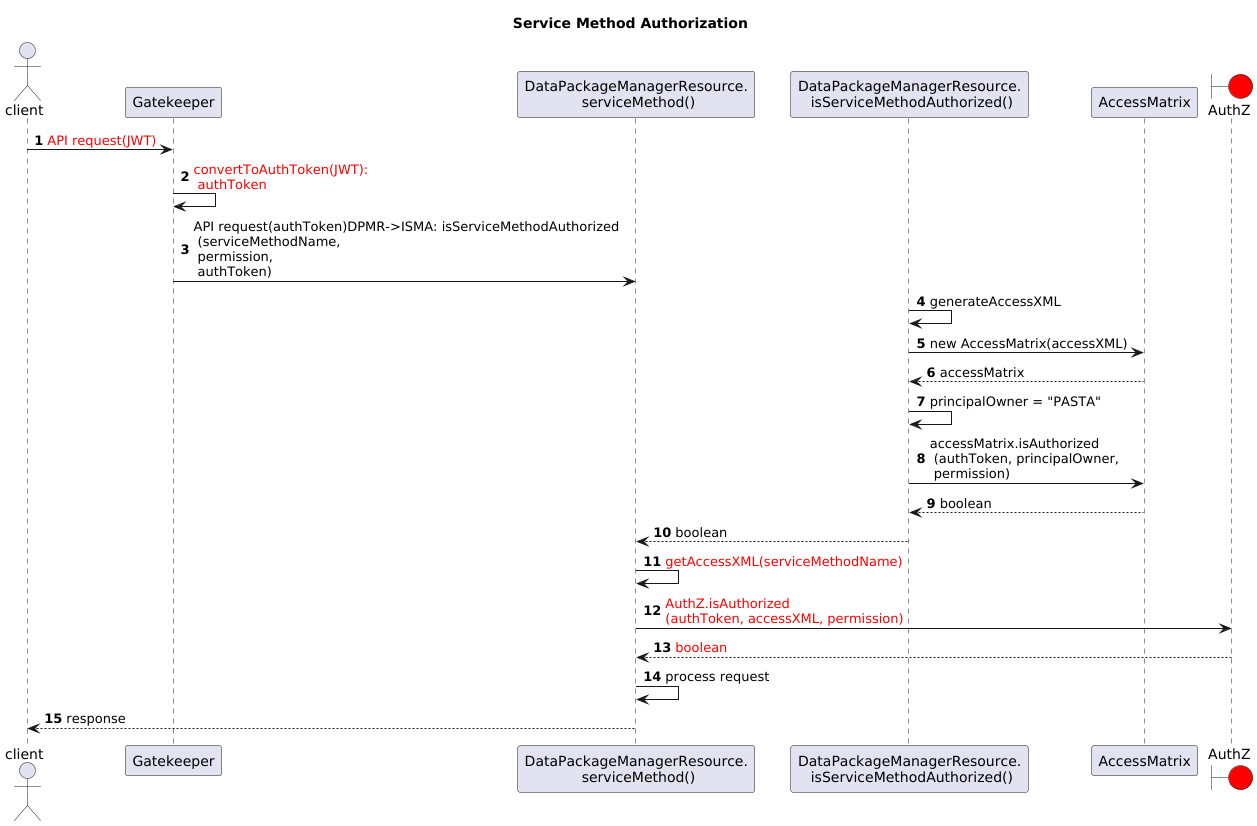 Service Method Authorization
client
Gatekeeper
DataPackageManagerResource.
serviceMethod()
DataPackageManagerResource.
isServiceMethodAuthorized()
AccessMatrix
AuthZ
1 API request(JWT)
2 convertToAuthToken(JWT):
authToken
3 API request(authToken)DPMR->ISMA: isServiceMethodAuthorized
(serviceMethodName,
permission,
authToken)
4 generateAccessXML
5 new AccessMatrix(accessXML)
6 accessMatrix
7 principalOwner = "PASTA"
8 accessMatrix.isAuthorized
(authToken, principalOwner,
permission)
9 boolean
10 boolean
11 getAccessXML(serviceMethodName)
12 AuthZ.isAuthorized
(authToken, accessXML, permission)
13 boolean
14 process request
15 response
client
Gatekeeper
DataPackageManagerResource.
serviceMethod()
DataPackageManagerResource.
isServiceMethodAuthorized()
AccessMatrix
AuthZ